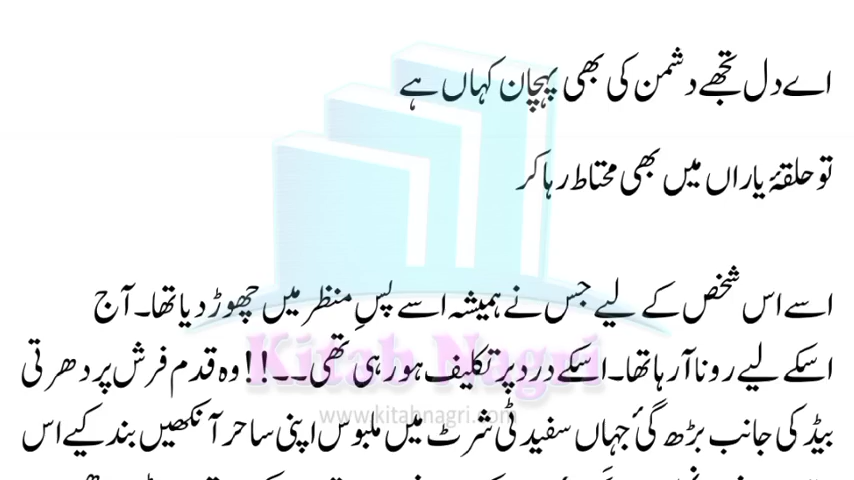 اے دل تجھے دشمن کی بھی پہچان کہاں ہے
تو حلقۂ یاراں میں بھی محتاط رہا کر
اسے اس شخص کے لیے جس نے ہمیشہ اسے پسِ منظر میں چھوڑ دیا تھا۔ آج
اسکے لیے رونا آ رہا تھا۔ اسکے درد پر تکلیف ہو رہی تھی۔۔۔!! وہ قدم فرش پر دھرتی
بیڈ کی جانب بڑھ گئ جہاں سفید ٹی شرٹ میں ملبوس اپنی ساحر آنکھیں بند کیے اس
Kitab Nagri
www.kitabnagri.com